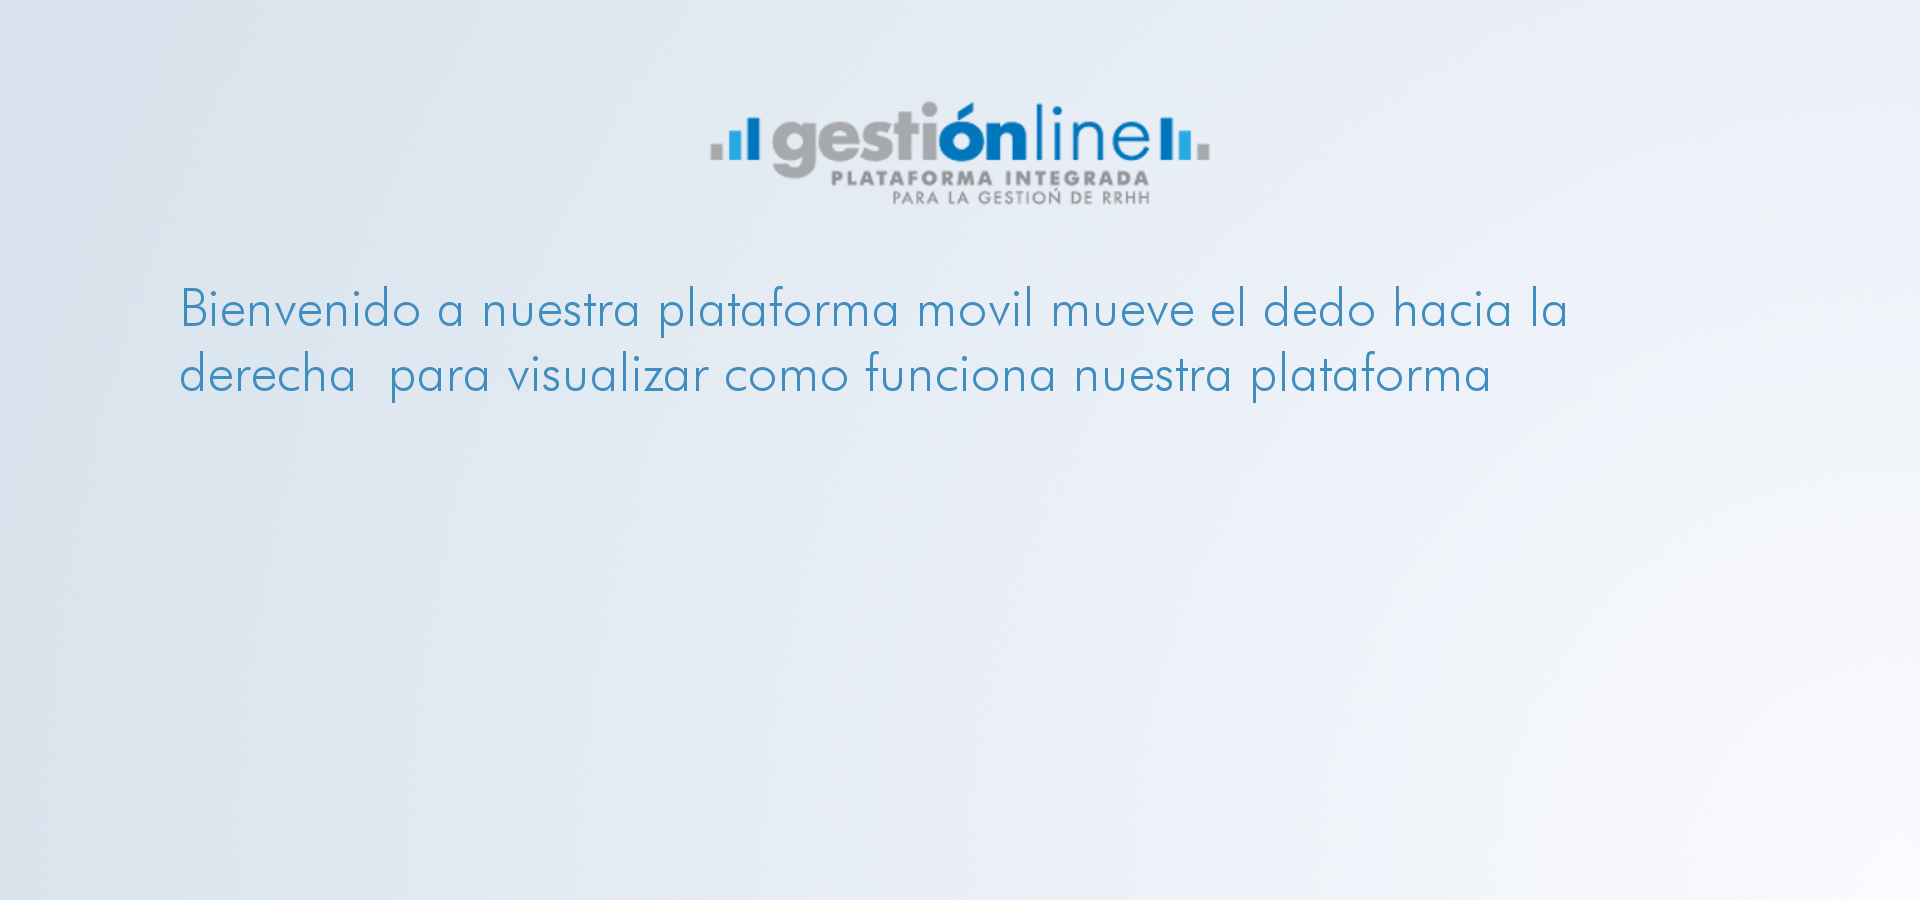 gestiónline
PLATAFORMA INTEGRADA
PARA LA GESTIOŃ DE RRHH
Bienvenido a nuestra plataforma movil mueve el dedo hacia la
derecha  para visualizar como funciona nuestra plataforma